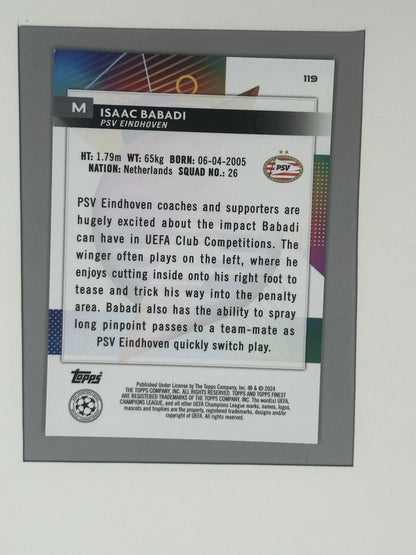 119
M
ISAAC BABADI
PSV EINDHOVEN
HT: 1.79m WT: 65kg BORN: 06-04-2005
NATION: Netherlands SQUAD NO.: 26
PSV
PSV Eindhoven coaches and supporters are
hugely excited about the impact Babadi
can have in UEFA Club Competitions. The
winger often plays on the left, where he
enjoys cutting inside onto his right foot to
tease and trick his way into the penalty
area. Babadi also has the ability to spray
long pinpoint passes to a team-mate as
PSV Eindhoven quickly switch play.
Topps
Published Under License by The Topps Company, Inc. ® & © 2024
THE TOPPS COMPANY, INC. ALL RIGHTS RESERVED. TOPPS AND TOPPS FINEST
ARE REGISTERED TRADEMARKS OF THE TOPPS COMPANY, INC. The word(s) UEFA,
CHAMPIONS LEAGUE, and all other UEFA Champions League marks, names, logos,
mascots and trophies are the property, registered trademarks, designs and/or
copyright of UEFA. All rights reserved.